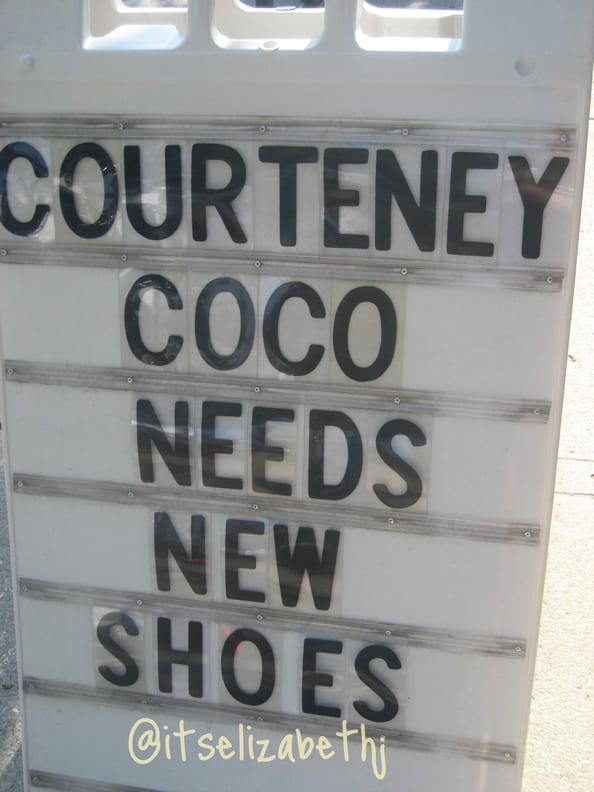 COURTENEY
COCO
NEEDS
NEW
SHOES
@itselizabethj